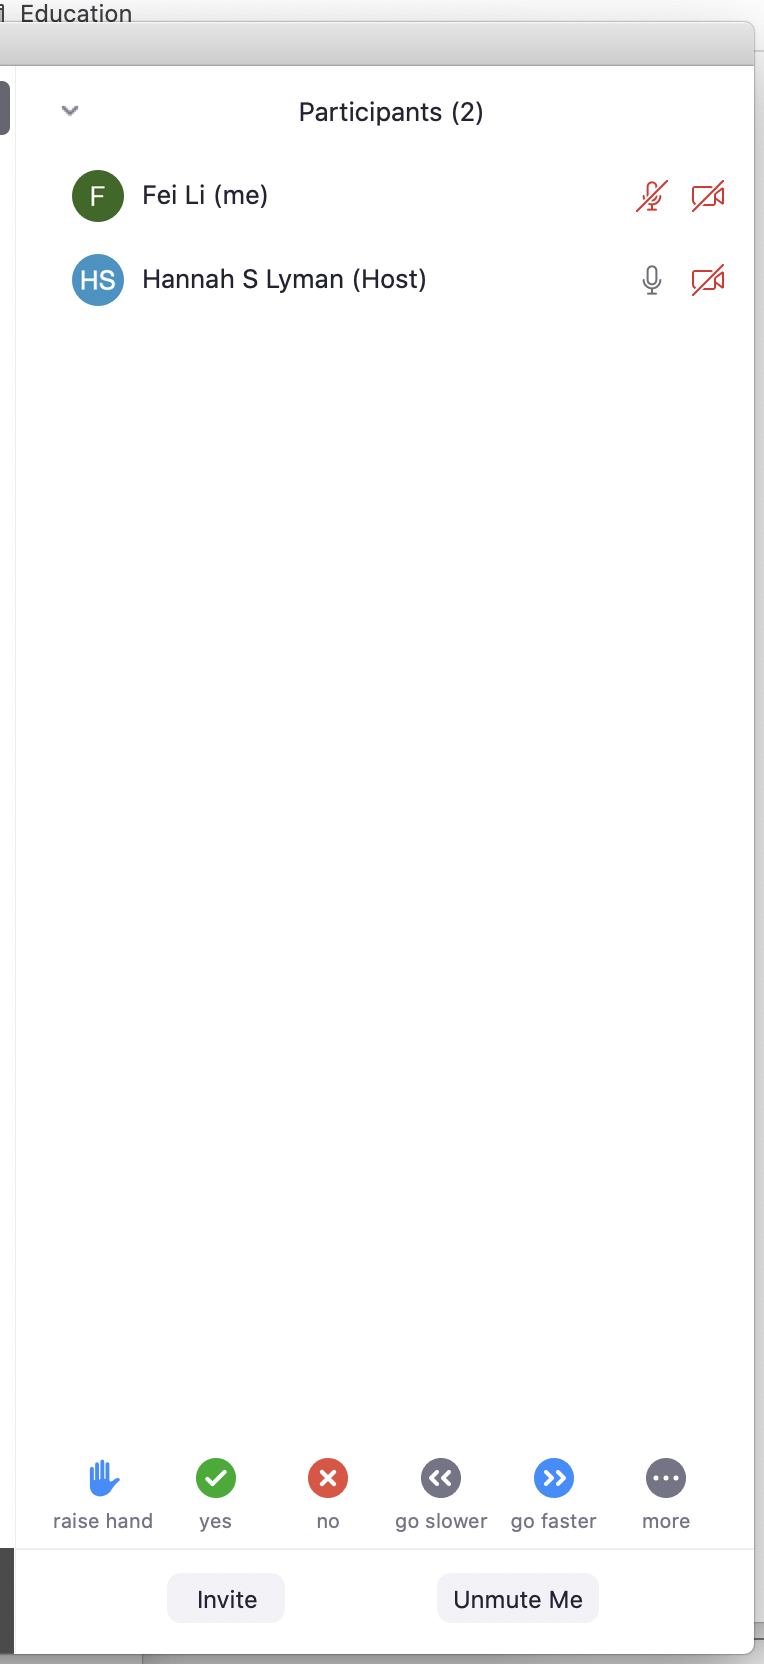 Education
Participants (2)
F Fei Li (me)
HS Hannah S Lyman (Host)
raise hand yes no go slower go faster more
Invite Unmute Me